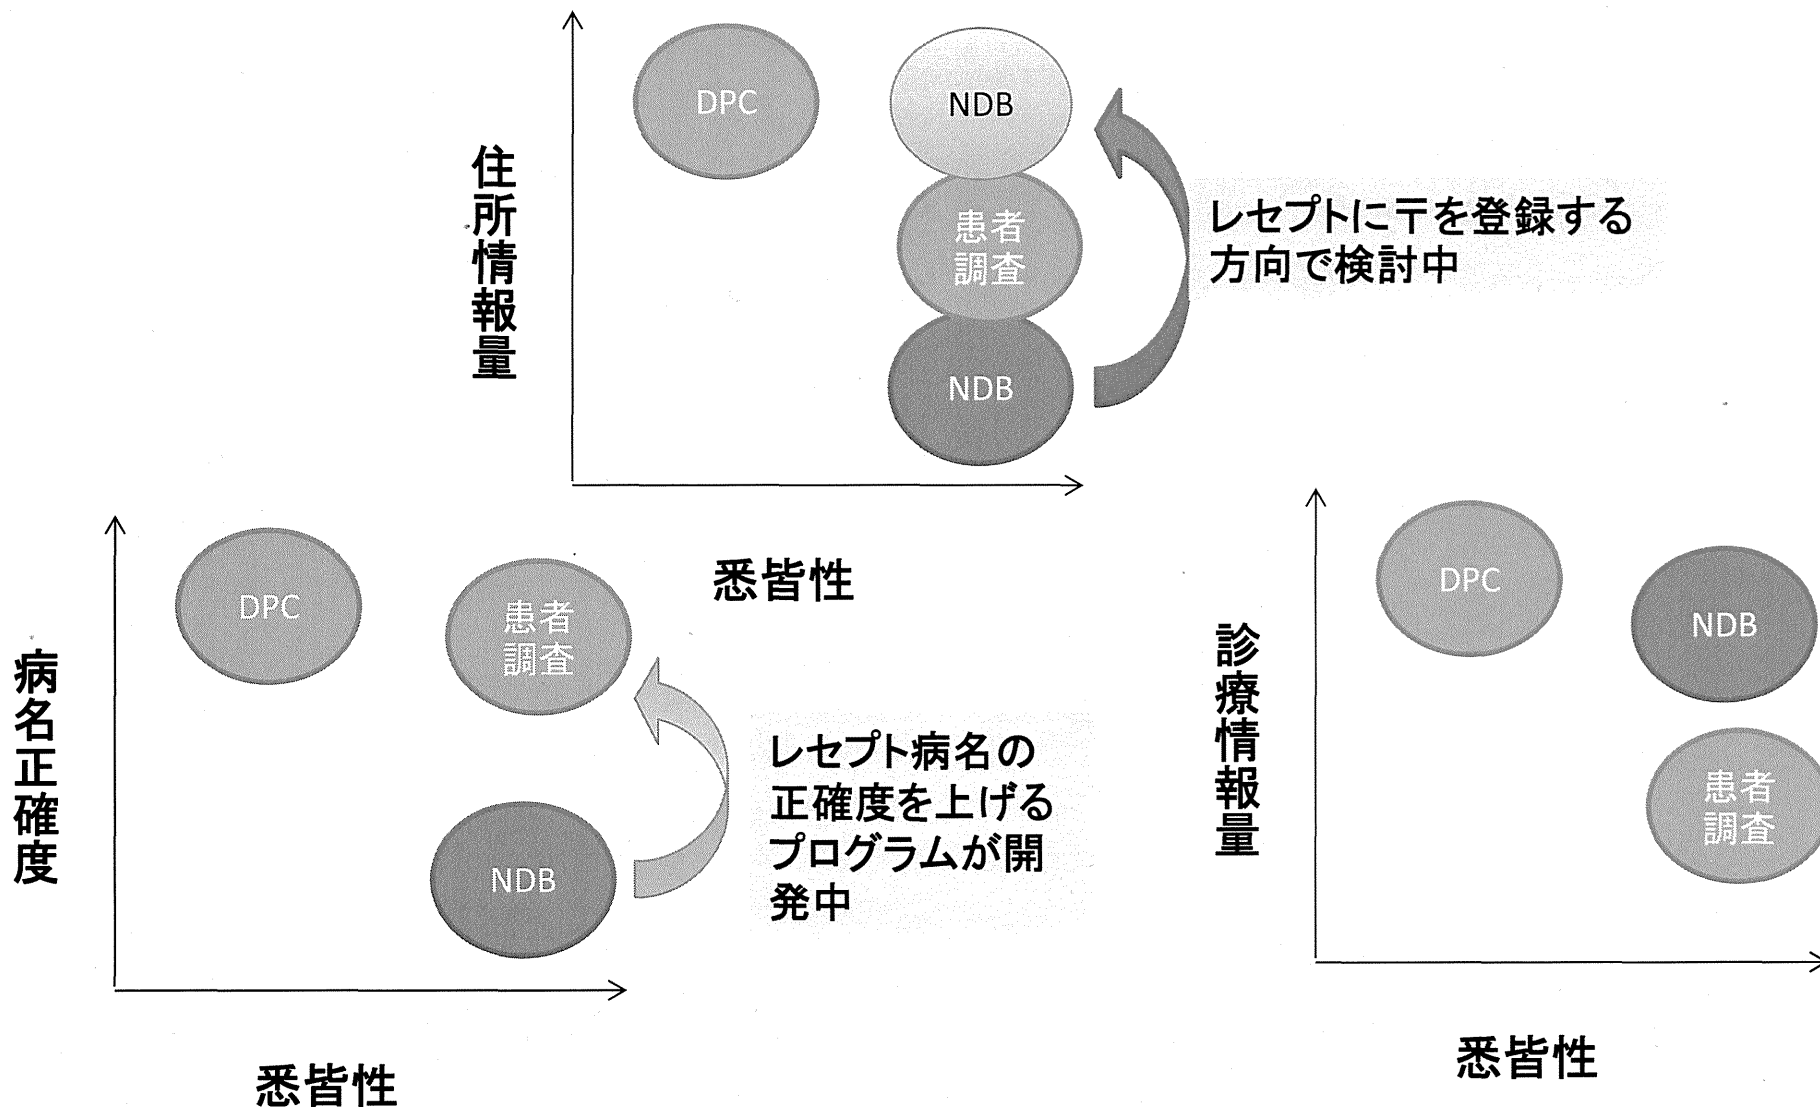 住所情報量
DPC
NDB
患者
調査
NDB
レセプトに〒を登録する
方向で検討中
悉皆性
病名正確度
DPC
患者
調査
NDB
レセプト病名の
正確度を上げる
プログラムが開
発中
悉皆性
診療情報量
DPC
NDB
患者
調査
悉皆性